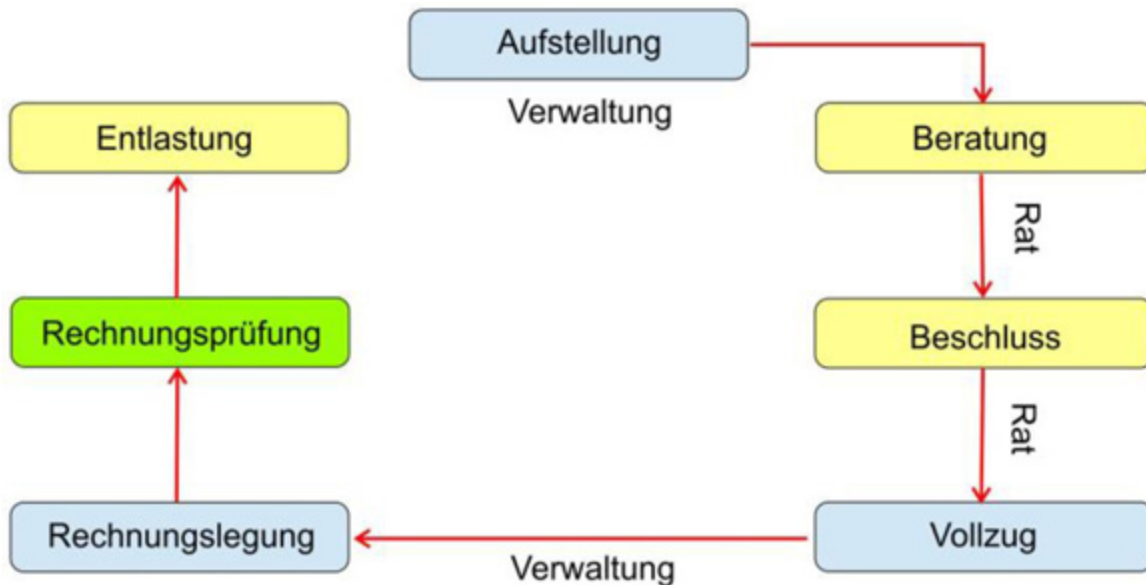 Aufstellung
Verwaltung
Entlastung
Beratung
Rat
Rechnungsprüfung
Beschluss
Rat
Rechnungslegung
Vollzug
Verwaltung